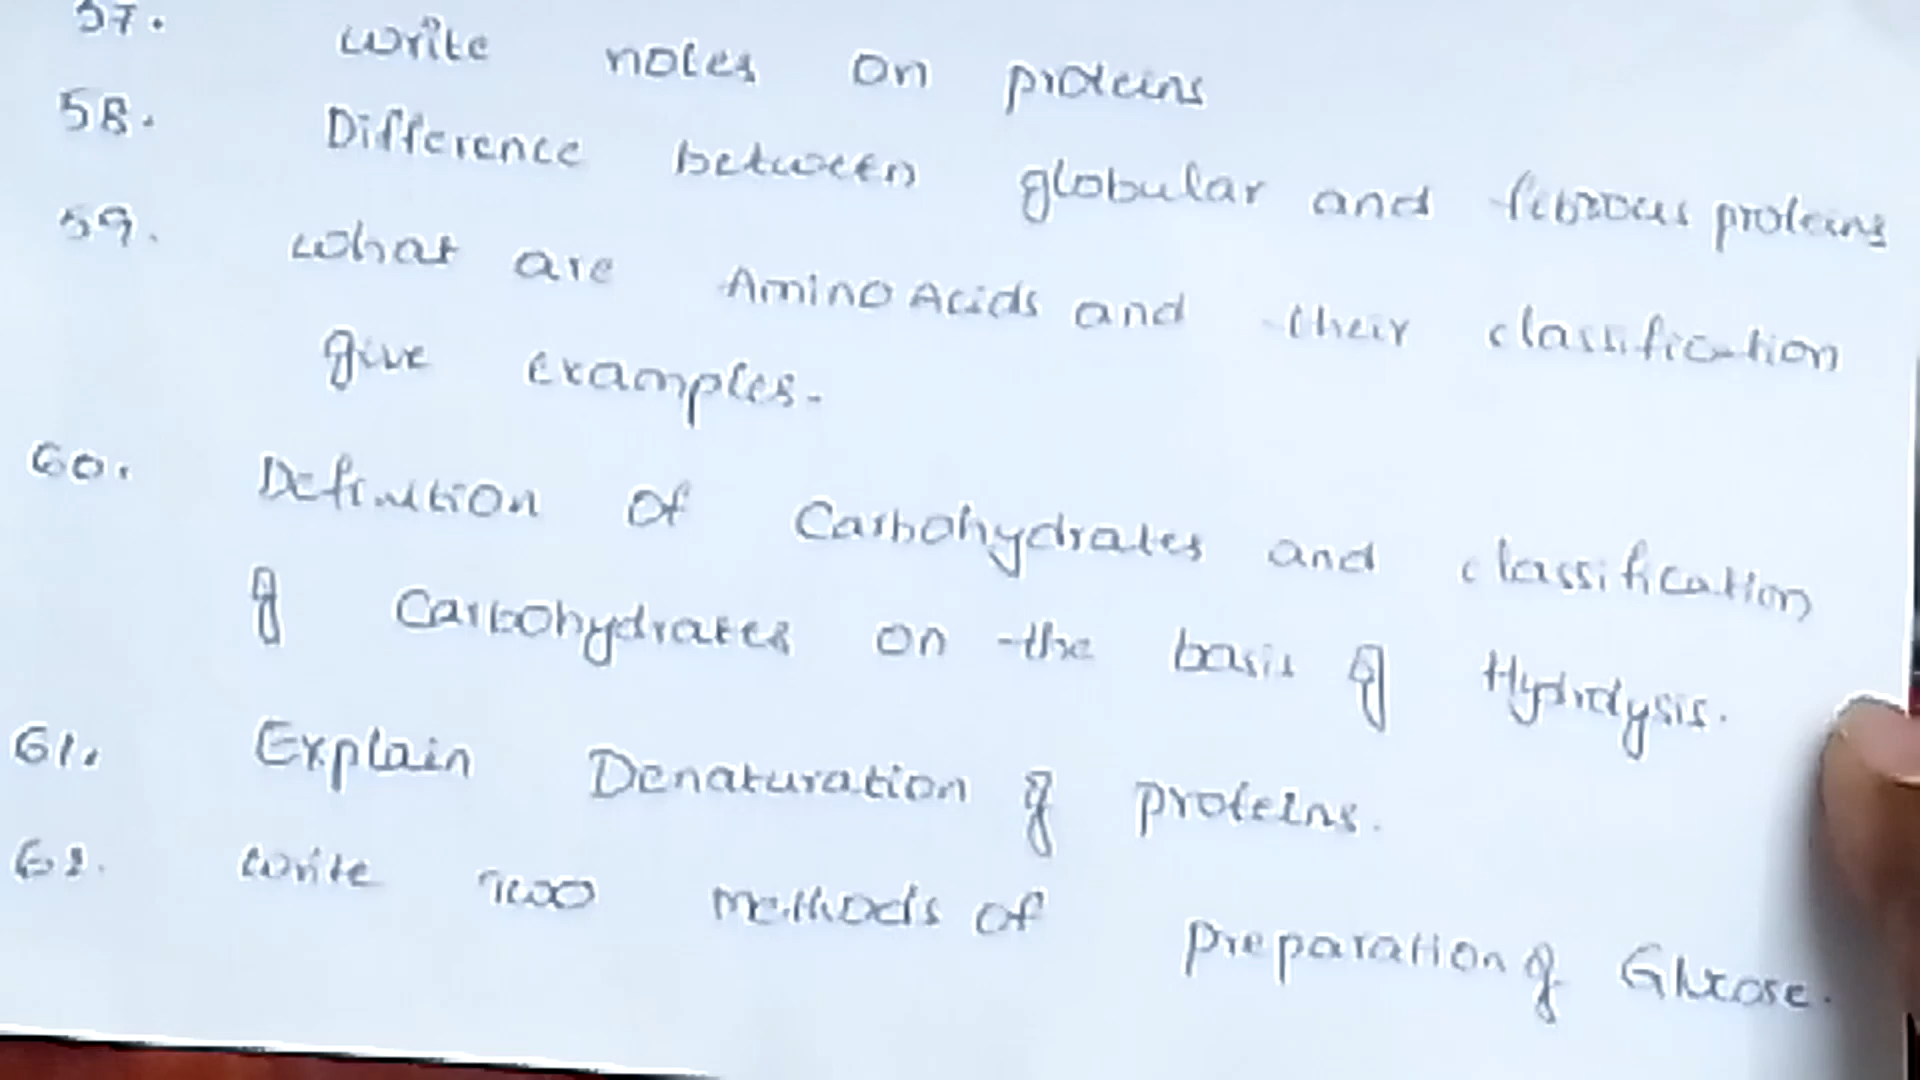 57. Write notes on proteins
58. Difference between globular and fibrous proteins
59. What are Amino Acids and their classification
give examples.
60. Definition of Carbohydrates and classification
of Carbohydrates on the basis of Hydrolysis.
61. Explain Denaturation of proteins.
62. Write Two methods of preparation of Glucose.